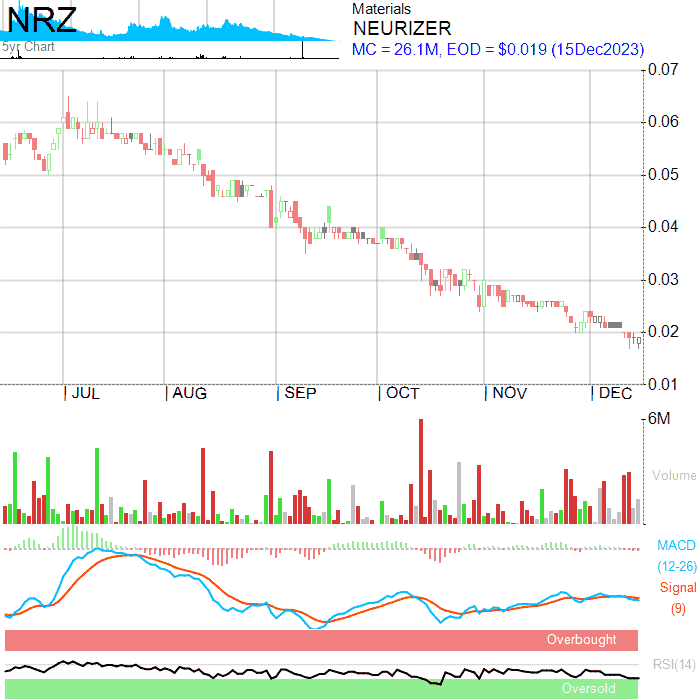 NRZ
5yr Chart
Materials
NEURIZER
MC = 26.1M, EOD = $0.019 (15Dec2023)
0.07
0.06
0.05
0.04
0.03
0.02
0.01
JUL
AUG
SEP
OCT
NOV
DEC
6M
Volume
MACD
(12-26)
Signal
(9)
Overbought
RSI(14)
Oversold